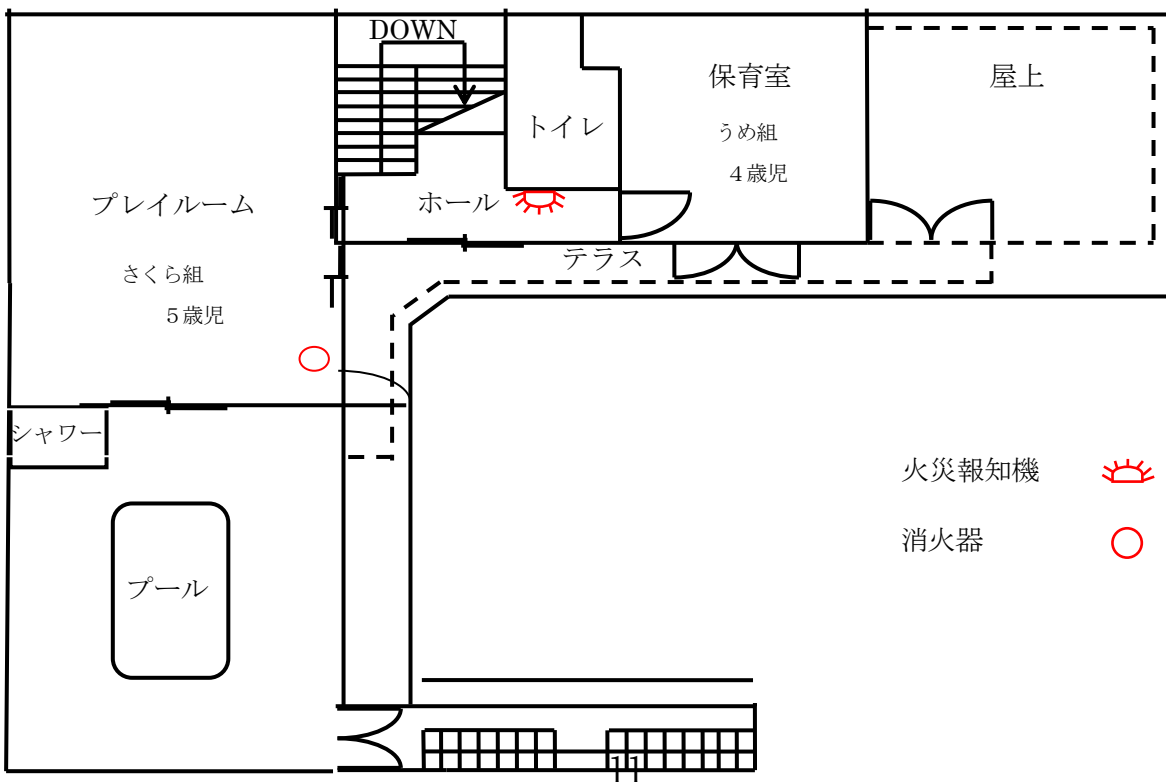 DOWN
保育室
屋上
うめ組
トイレ
４歳児
プレイルーム
ホール
テラス
さくら組
５歳児
シャワー
火災報知機
消火器
プール
11